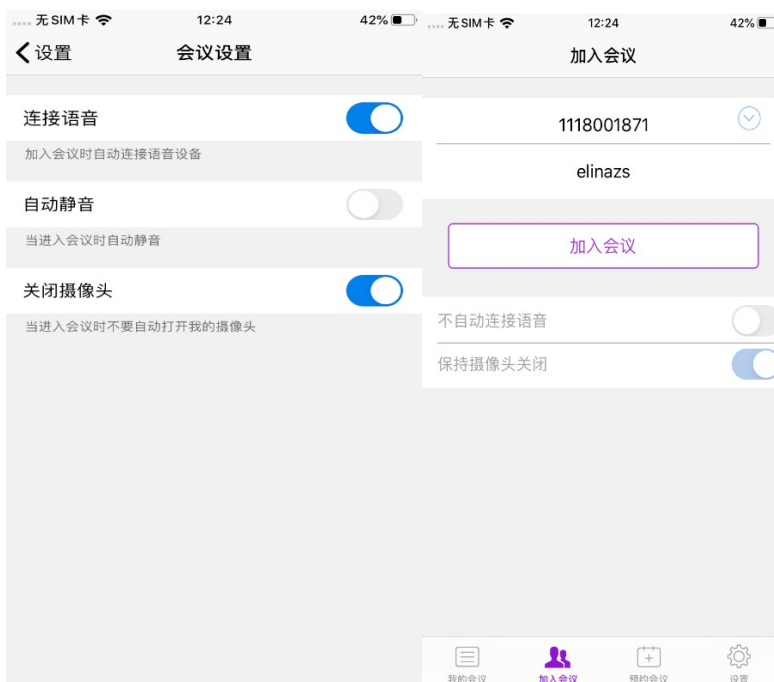 无SIM卡
12:24
42%
设置
会议设置
连接语音
加入会议时自动连接语音设备
自动静音
当进入会议时自动静音
关闭摄像头
当进入会议时不要自动打开我的摄像头
无SIM卡
12:24
42%
加入会议
1118001871
elinazs
加入会议
不自动连接语音
保持摄像头关闭
我的会议
加入会议
预约会议
设置